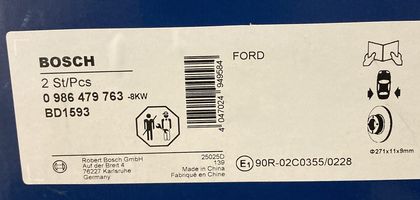 BOSCH
2 St/Pcs
0 986 479 763 -8KW
BD1593
4 047024 949584
FORD
Robert Bosch GmbH
Auf der Breit 4
76227 Karlsruhe
Germany
25025D
139
Made in China
Fabriqué en Chine
E1 90R-02C0355/0228
Φ271x11x9mm